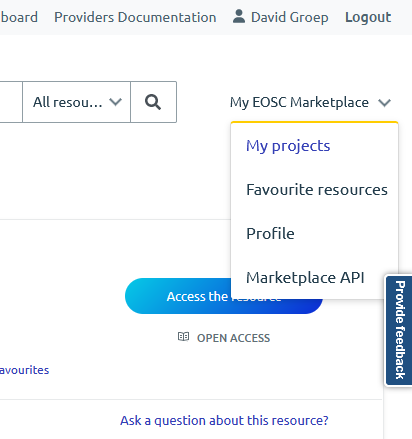 board Providers Documentation David Groep Logout
All resou... My EOSC Marketplace
My projects
Favourite resources
Profile
Marketplace API
Access the resource
OPEN ACCESS
avourites
Ask a question about this resource?
Provide feedback